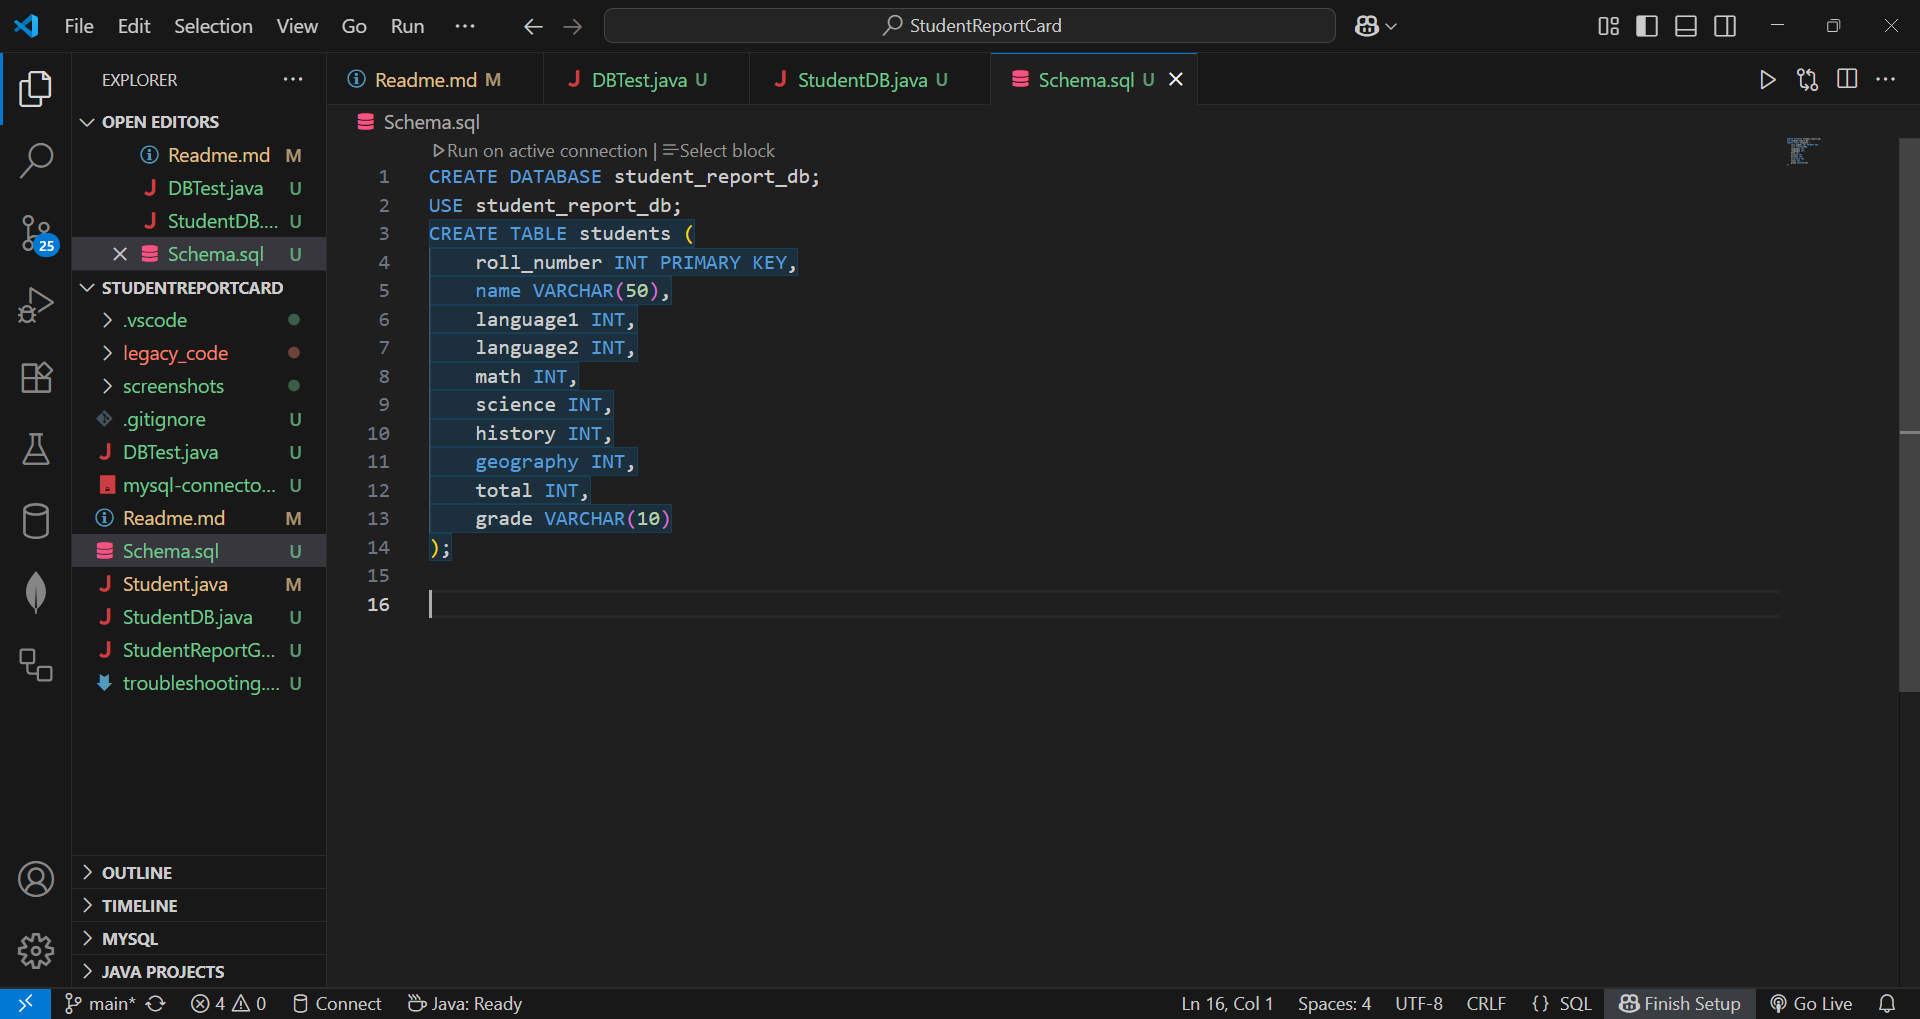 File Edit Selection View Go Run ··· StudentReportCard
EXPLORER ···
OPEN EDITORS
Readme.md M
DBTest.java U
StudentDB.... U
Schema.sql U
STUDENTREPORTCARD
.vscode
legacy_code
screenshots
.gitignore U
DBTest.java U
mysql-connecto... U
Readme.md M
Schema.sql U
Student.java M
StudentDB.java U
StudentReportG... U
troubleshooting.... U
OUTLINE
TIMELINE
MYSQL
JAVA PROJECTS
25
Readme.md M DBTest.java U StudentDB.java U Schema.sql U
Schema.sql
Run on active connection | Select block
1 CREATE DATABASE student_report_db;
2 USE student_report_db;
3 CREATE TABLE students (
4 roll_number INT PRIMARY KEY,
5 name VARCHAR(50),
6 language1 INT,
7 language2 INT,
8 math INT,
9 science INT,
10 history INT,
11 geography INT,
12 total INT,
13 grade VARCHAR(10)
14 );
15
16
main* 4 0 Connect Java: Ready Ln 16, Col 1 Spaces: 4 UTF-8 CRLF {} SQL Finish Setup Go Live